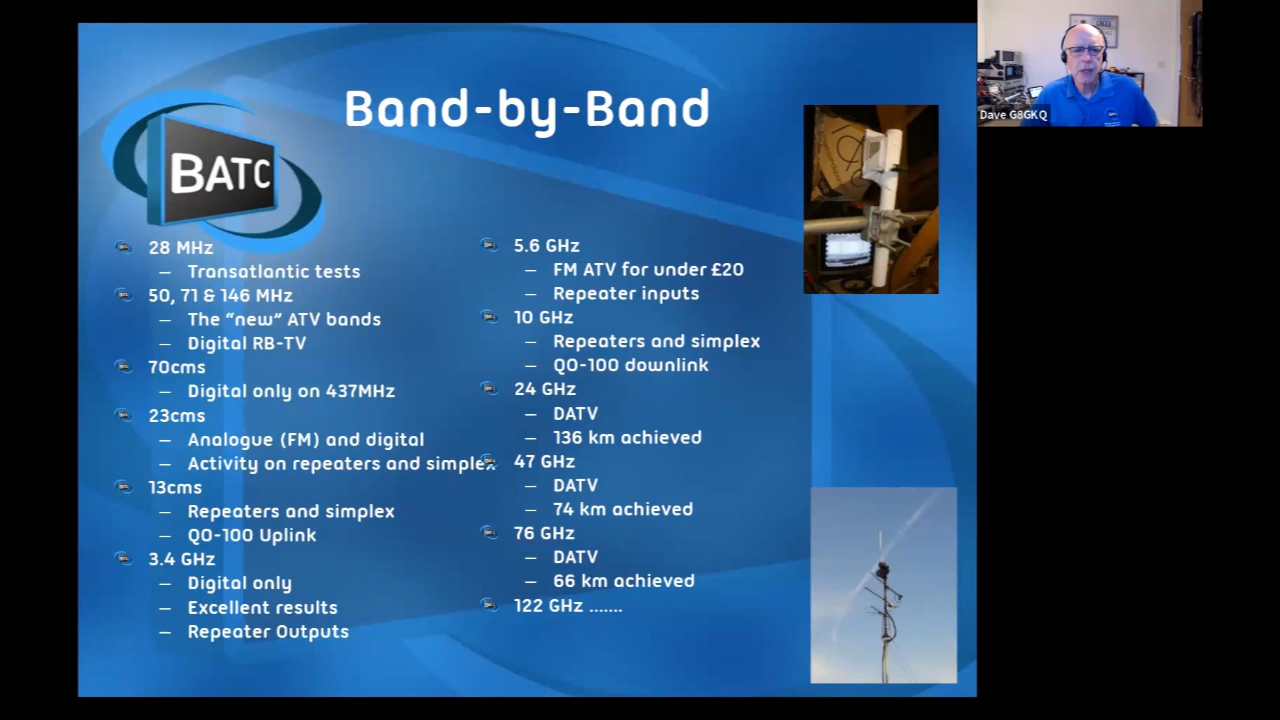 Band-by-Band
BATC
28 MHz
– Transatlantic tests
50, 71 & 146 MHz
– The "new" ATV bands
– Digital RB-TV
70cms
– Digital only on 437MHz
23cms
– Analogue (FM) and digital
– Activity on repeaters and simplex
13cms
– Repeaters and simplex
– QO-100 Uplink
3.4 GHz
– Digital only
– Excellent results
– Repeater Outputs
5.6 GHz
– FM ATV for under £20
– Repeater inputs
10 GHz
– Repeaters and simplex
– QO-100 downlink
24 GHz
– DATV
– 136 km achieved
47 GHz
– DATV
– 74 km achieved
76 GHz
– DATV
– 66 km achieved
122 GHz .......
Dave G8GKQ